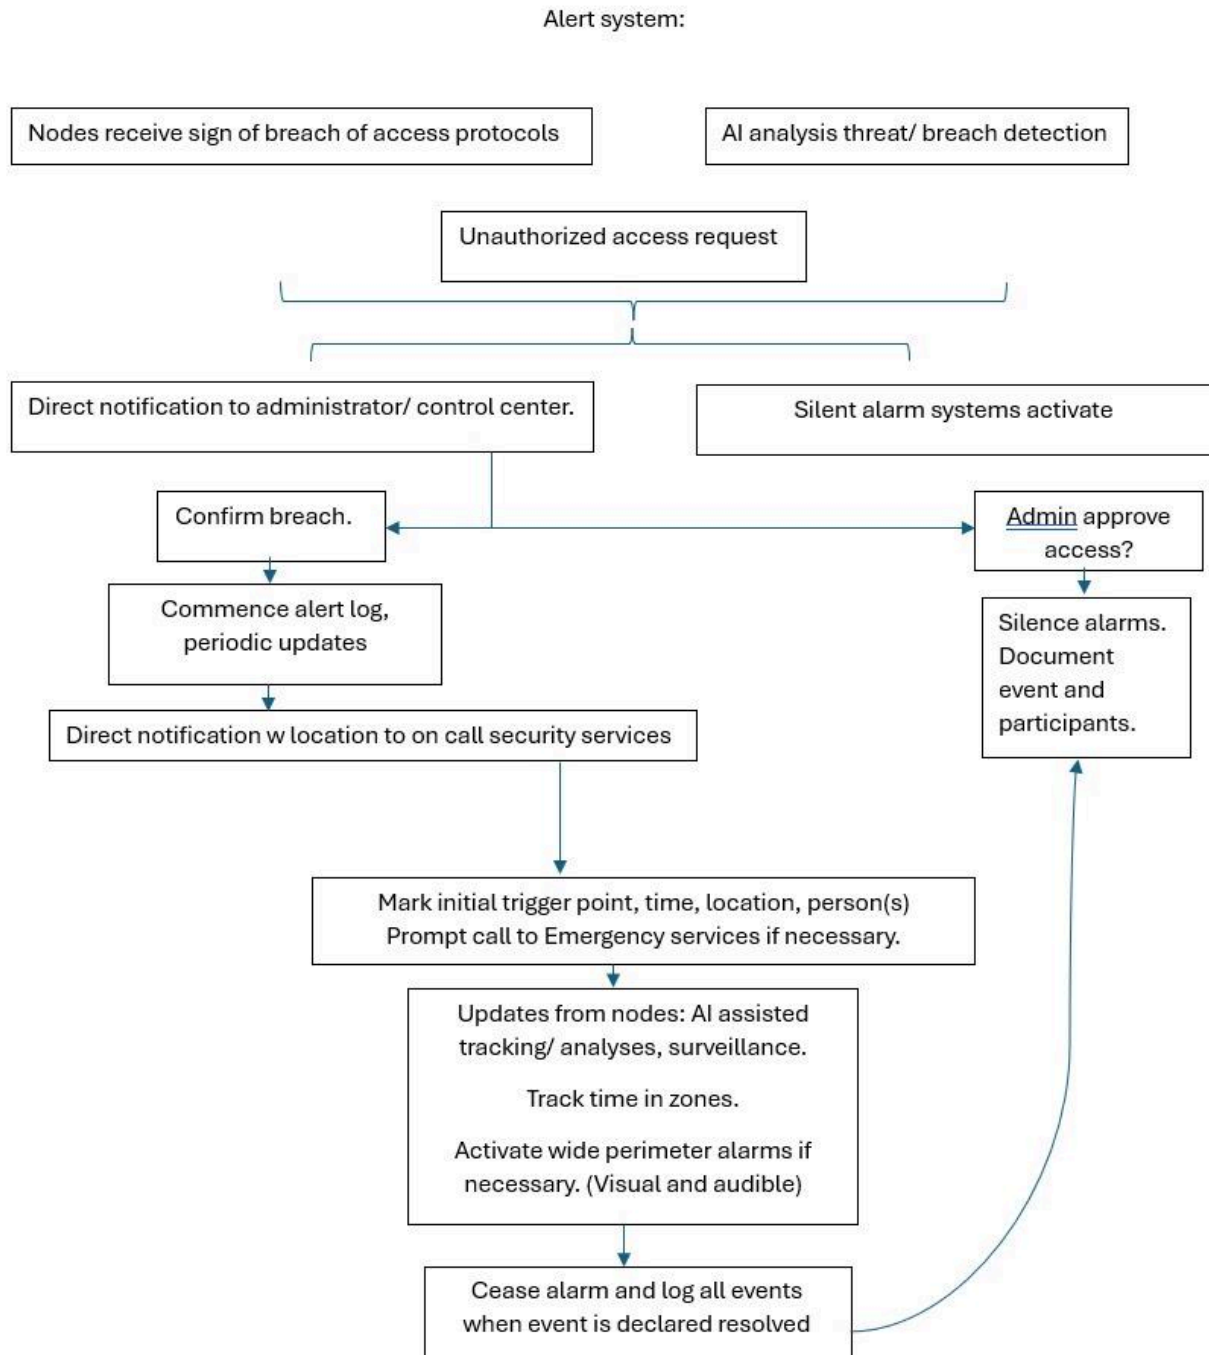 Alert system:
Nodes receive sign of breach of access protocols
AI analysis threat/ breach detection
Unauthorized access request
Direct notification to administrator/ control center.
Silent alarm systems activate
Confirm breach.
Admin approve
access?
Commence alert log,
periodic updates
Silence alarms.
Document
event and
participants.
Direct notification w location to on call security services
Mark initial trigger point, time, location, person(s)
Prompt call to Emergency services if necessary.
Updates from nodes: AI assisted
tracking/ analyses, surveillance.
Track time in zones.
Activate wide perimeter alarms if
necessary. (Visual and audible)
Cease alarm and log all events
when event is declared resolved